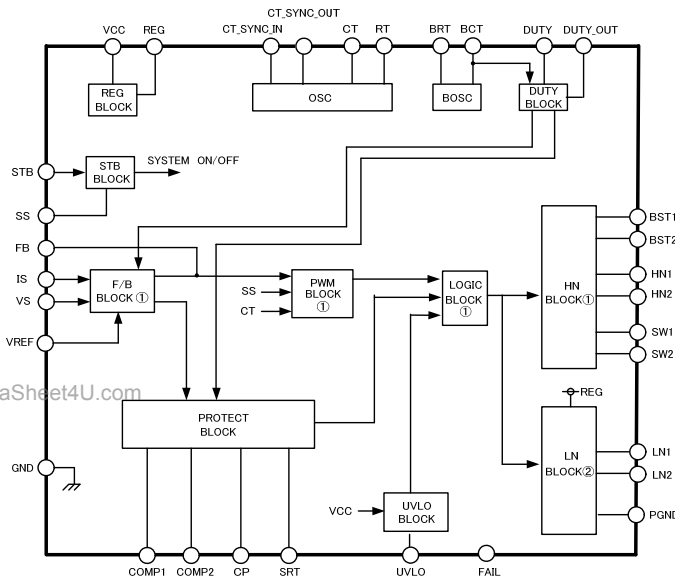 CT_SYNC_OUT
VCC
REG
CT_SYNC_IN
CT
RT
BRT
BCT
DUTY
DUTY_OUT
REG
BLOCK
OSC
BOSC
DUTY
BLOCK
STB
STB
BLOCK
SYSTEM ON/OFF
SS
FB
IS
VS
VREF
F/B
BLOCK①
SS
CT
PWM
BLOCK
①
LOGIC
BLOCK
①
HN
BLOCK①
BST1
BST2
HN1
HN2
SW1
SW2
aSheet4U.com
PROTECT
BLOCK
REG
LN
BLOCK②
LN1
LN2
PGND
GND
VCC
UVLO
BLOCK
COMP1
COMP2
CP
SRT
UVLO
FAIL